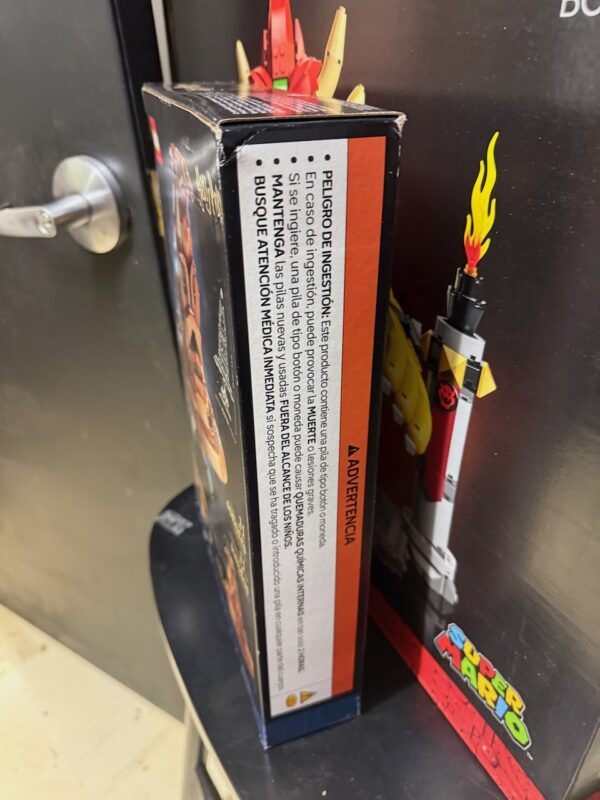 ⚠ ADVERTENCIA
• PELIGRO DE INGESTIÓN: Este producto contiene una pila de tipo botón o moneda.
• En caso de ingestión, puede provocar la MUERTE o lesiones graves.
• Si se ingiere, una pila de tipo botón o moneda puede causar QUEMADURAS QUÍMICAS INTERNAS en tan solo 2 HORAS.
• MANTENGA las pilas nuevas y usadas FUERA DEL ALCANCE DE LOS NIÑOS.
• BUSQUE ATENCIÓN MÉDICA INMEDIATA si sospecha que se ha tragado o introducido una pila en cualquier parte del cuerpo
SUPER
MARIO